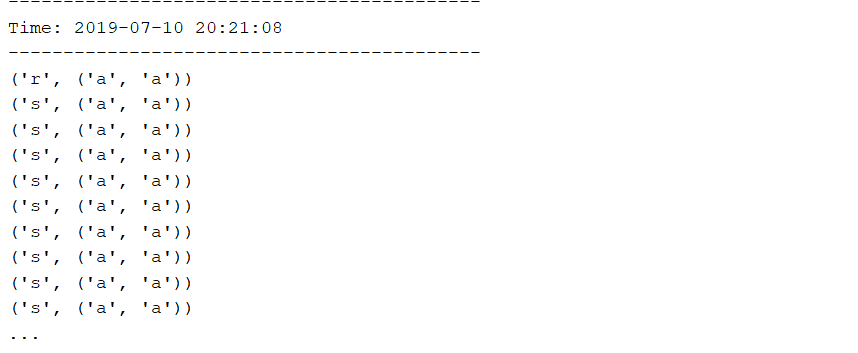 -------------------------------------------
Time: 2019-07-10 20:21:08
-------------------------------------------
('r', ('a', 'a'))
('s', ('a', 'a'))
('s', ('a', 'a'))
('s', ('a', 'a'))
('s', ('a', 'a'))
('s', ('a', 'a'))
('s', ('a', 'a'))
('s', ('a', 'a'))
('s', ('a', 'a'))
('s', ('a', 'a'))
...